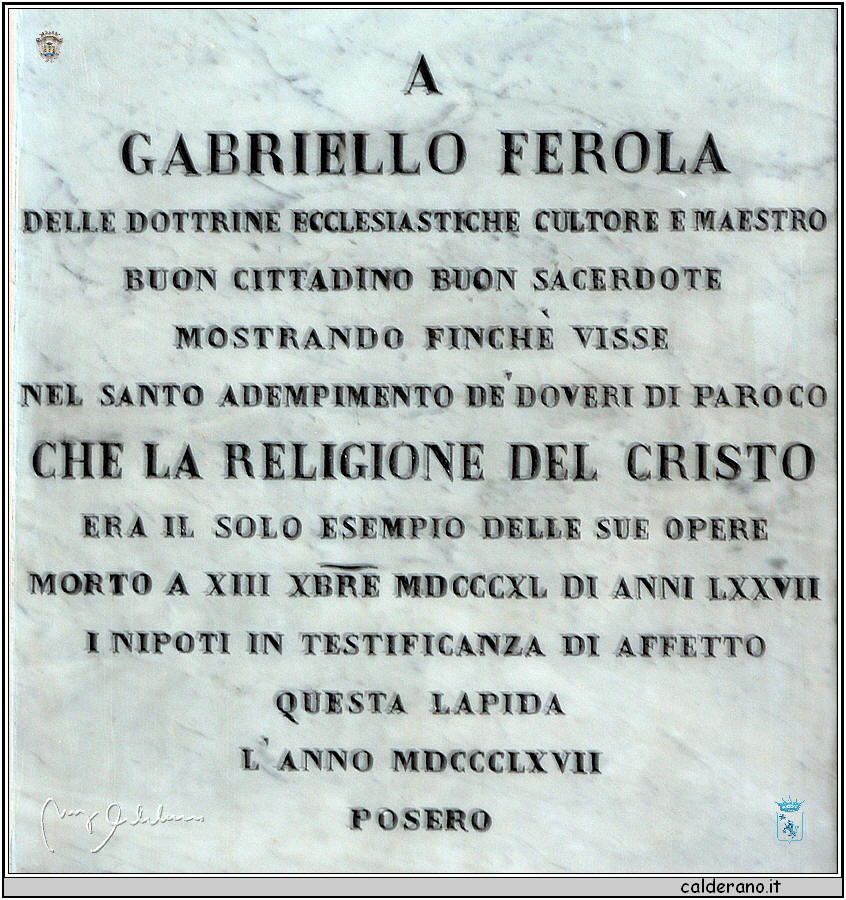 A
GABRIELLO FEROLA
DELLE DOTTRINE ECCLESIASTICHE CULTORE E MAESTRO
BUON CITTADINO BUON SACERDOTE
MOSTRANDO FINCHÈ VISSE
NEL SANTO ADEMPIMENTO DE' DOVERI DI PAROCO
CHE LA RELIGIONE DEL CRISTO
ERA IL SOLO ESEMPIO DELLE SUE OPERE
MORTO A XIII XBRE MDCCCXL DI ANNI LXXVII
I NIPOTI IN TESTIFICANZA DI AFFETTO
QUESTA LAPIDA
L'ANNO MDCCCLXVII
POSERO
calderano.it